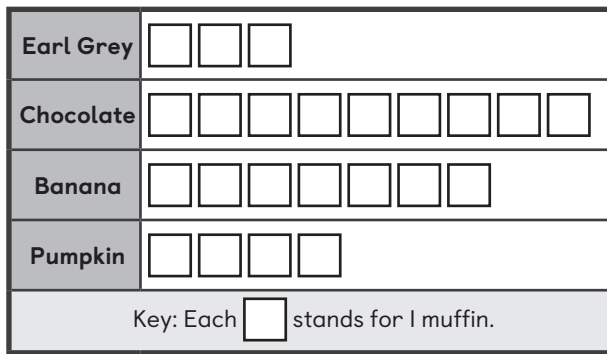 Earl Grey
Chocolate
Banana
Pumpkin
Key: Each stands for 1 muffin.